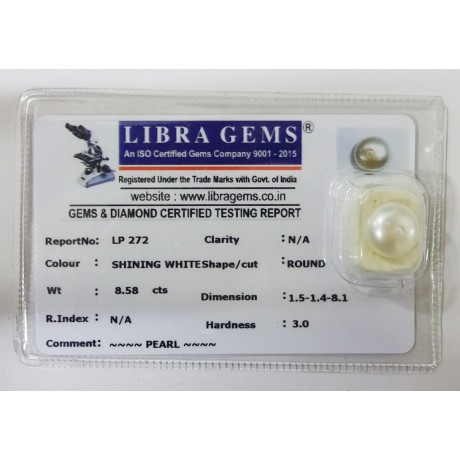 LIBRA GEMS ®
An ISO Certified Gems Company 9001 - 2015
Registered Under the Trade Marks with Govt. of India
website : www.libragems.co.in
GEMS & DIAMOND CERTIFIED TESTING REPORT
ReportNo: LP 272 Clarity : N/A
Colour : SHINING WHITE Shape/cut : ROUND
Wt : 8.58 cts Dimension : 1.5-1.4-8.1
R.Index : N/A Hardness : 3.0
Comment: ~~~~ PEARL ~~~~